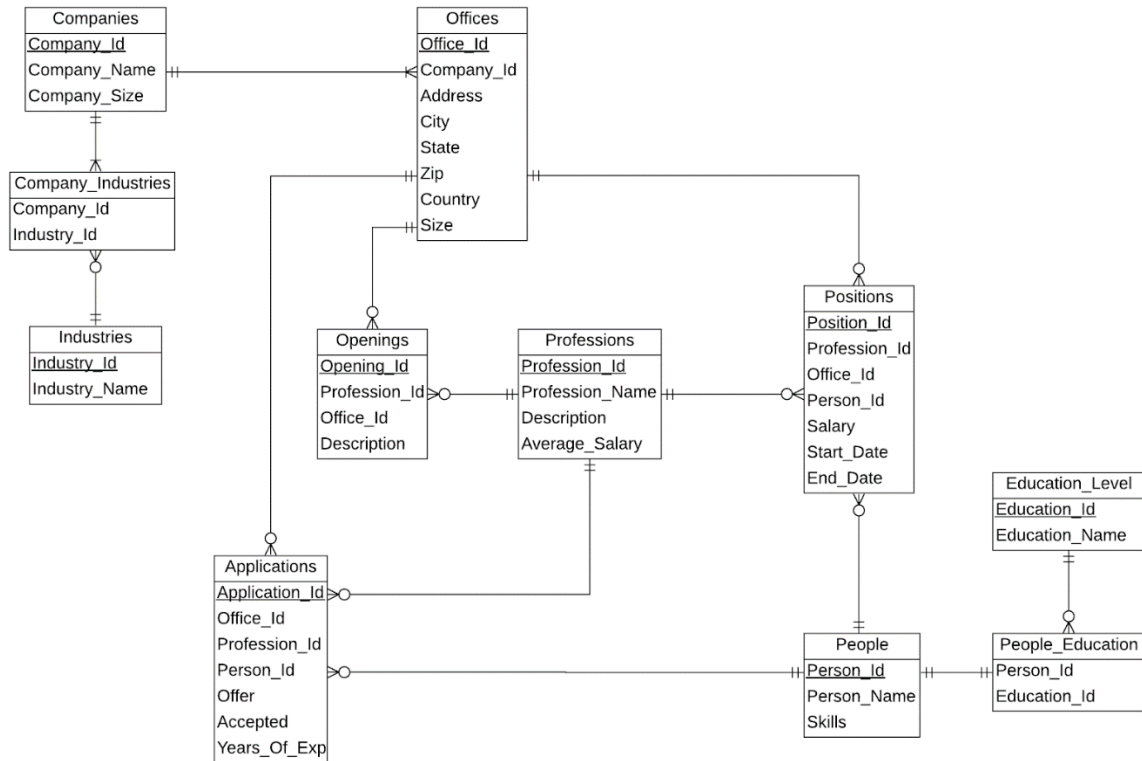 Companies
Company_Id
Company_Name
Company_Size
Offices
Office_Id
Company_Id
Address
City
State
Zip
Country
Size
Company_Industries
Company_Id
Industry_Id
Industries
Industry_Id
Industry_Name
Openings
Opening_Id
Profession_Id
Office_Id
Description
Professions
Profession_Id
Profession_Name
Description
Average_Salary
Positions
Position_Id
Profession_Id
Office_Id
Person_Id
Salary
Start_Date
End_Date
Education_Level
Education_Id
Education_Name
Applications
Application_Id
Office_Id
Profession_Id
Person_Id
Offer
Accepted
Years_Of_Exp
People
Person_Id
Person_Name
Skills
People_Education
Person_Id
Education_Id